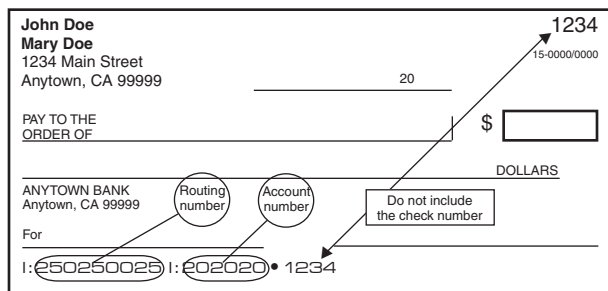 John Doe
1234
Mary Doe
15-0000/0000
1234 Main Street
Anytown, CA 99999
20
PAY TO THE
ORDER OF
$
DOLLARS
ANYTOWN BANK
Anytown, CA 99999
Routing
number
Account
number
Do not include
the check number
For
I:250250025I:202020•1234